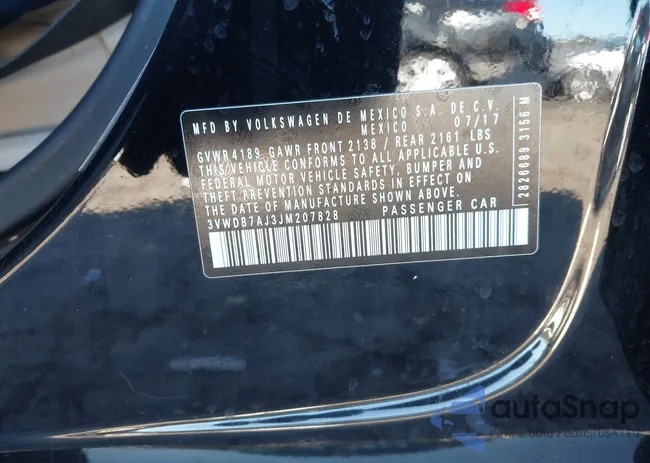 MFD BY VOLKSWAGEN DE MEXICO S.A. DE C.V.
MEXICO 07/17
GVWR 4189 GAWR FRONT 2138 / REAR 2161 LBS
THIS/VEHICLE CONFORMS TO ALL APPLICABLE U.S.
FEDERAL MOTOR VEHICLE SAFETY, BUMPER AND
THEFT PREVENTION STANDARDS IN EFFECT ON
THE DATE OF MANUFACTURE SHOWN ABOVE.
3VWDB7AJ3JM207828 PASSENGER CAR
2826689 3166 M
autoSnap